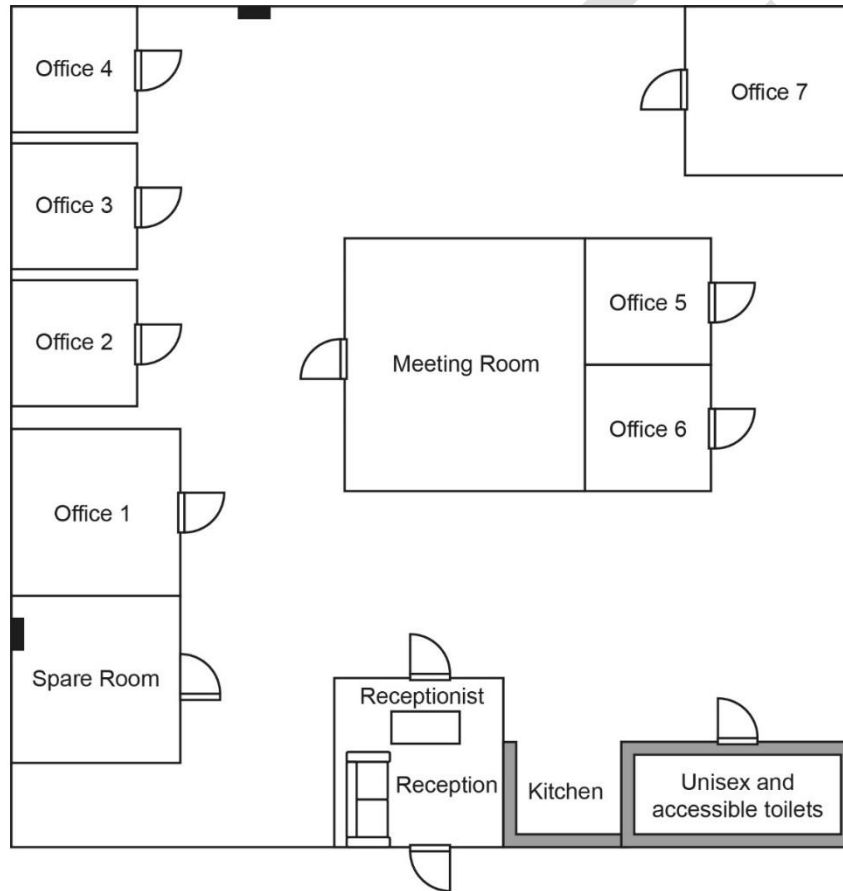 Office 4
Office 7
Office 3
Office 5
Office 2
Meeting Room
Office 6
Office 1
Spare Room
Receptionist
Reception
Kitchen
Unisex and
accessible toilets